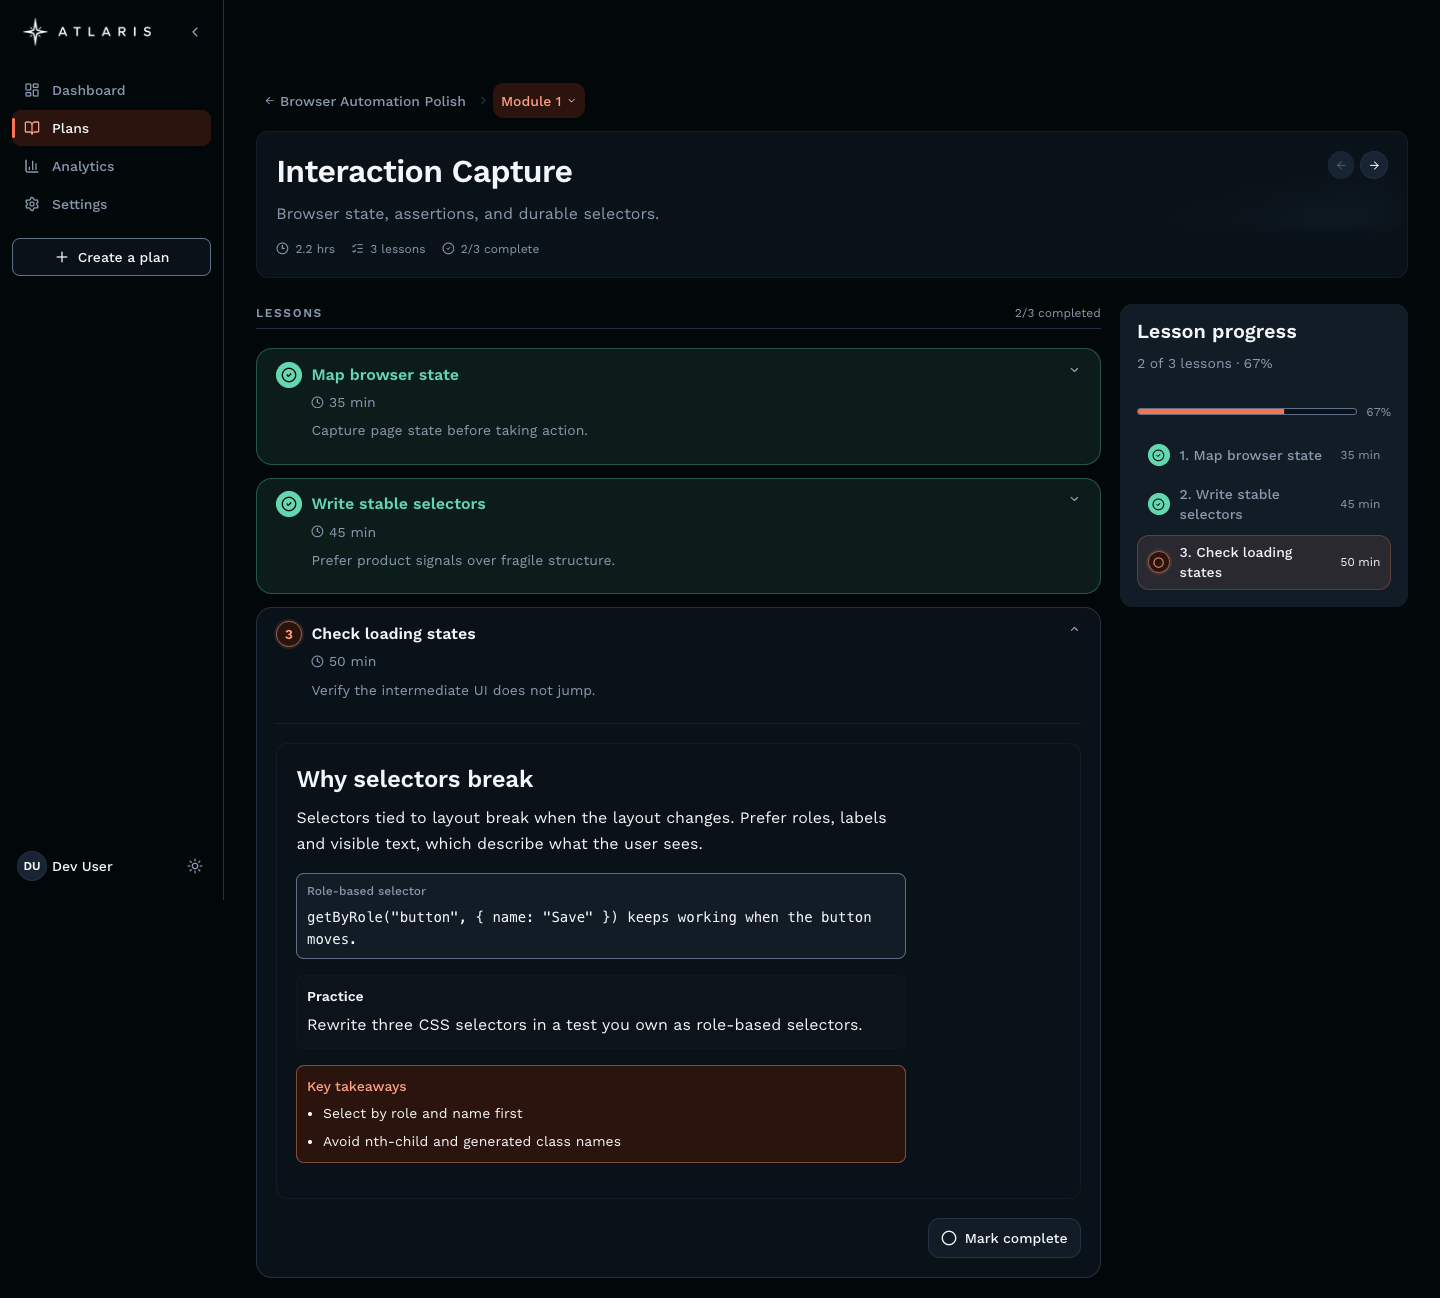 ATLARIS
Dashboard
Plans
Analytics
Settings
Create a plan
Dev User
DU
Browser Automation Polish
Module 1
Interaction Capture
Browser state, assertions, and durable selectors.
2.2 hrs
3 lessons
2/3 complete
LESSONS
2/3 completed
Map browser state
35 min
Capture page state before taking action.
Write stable selectors
45 min
Prefer product signals over fragile structure.
3
Check loading states
50 min
Verify the intermediate UI does not jump.
Why selectors break
Selectors tied to layout break when the layout changes. Prefer roles, labels
and visible text, which describe what the user sees.
Role-based selector
getByRole("button", { name: "Save" }) keeps working when the button
moves.
Practice
Rewrite three CSS selectors in a test you own as role-based selectors.
Key takeaways
• Select by role and name first
• Avoid nth-child and generated class names
Mark complete
Lesson progress
2 of 3 lessons · 67%
67%
1. Map browser state
35 min
2. Write stable
selectors
45 min
3. Check loading
states
50 min